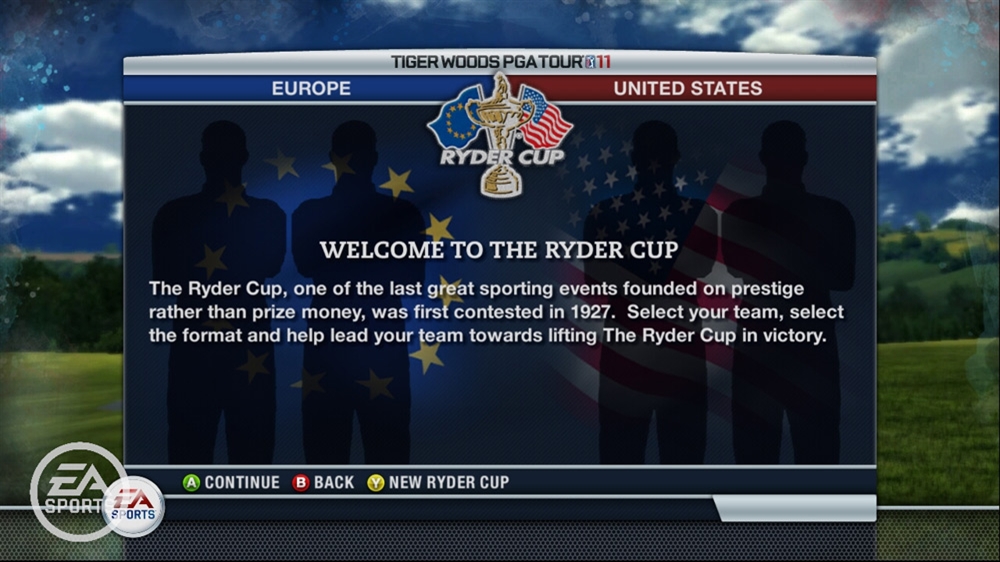 TIGER WOODS PGA TOUR 11
EUROPE
UNITED STATES
RYDER CUP
WELCOME TO THE RYDER CUP
The Ryder Cup, one of the last great sporting events founded on prestige
rather than prize money, was first contested in 1927.  Select your team, select
the format and help lead your team towards lifting The Ryder Cup in victory.
A CONTINUE B BACK Y NEW RYDER CUP
EA
SPORTS
EA
SPORTS